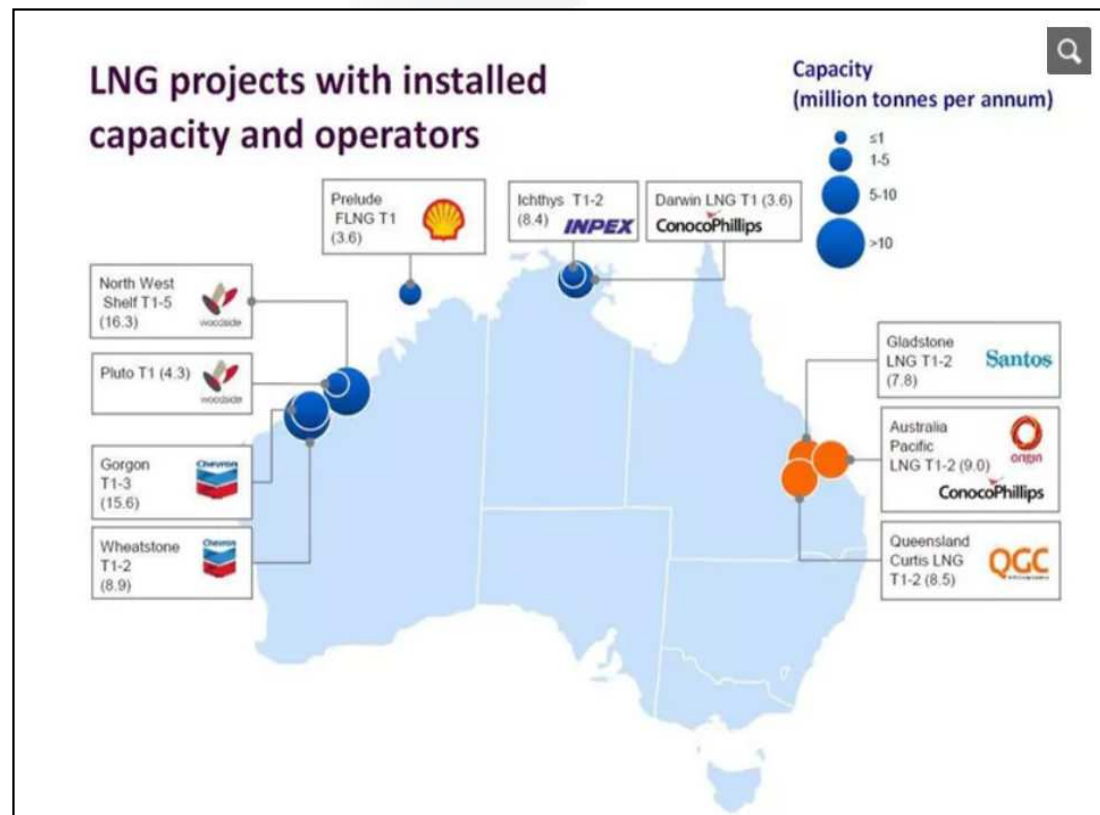 LNG projects with installed
capacity and operators
Capacity
(million tonnes per annum)
≤1
1-5
5-10
>10
Prelude
FLNG T1
(3.6)
Ichthys T1-2
(8.4)
INPEX
Darwin LNG T1 (3.6)
ConocoPhillips
North West
Shelf T1-5
(16.3)
woodside
Pluto T1 (4.3)
woodside
Gorgon
T1-3
(15.6)
Chevron
Wheatstone
T1-2
(8.9)
Chevron
Gladstone
LNG T1-2
(7.8)
Santos
Australia
Pacific
LNG T1-2 (9.0)
origin
ConocoPhillips
Queensland
Curtis LNG
T1-2 (8.5)
QGC